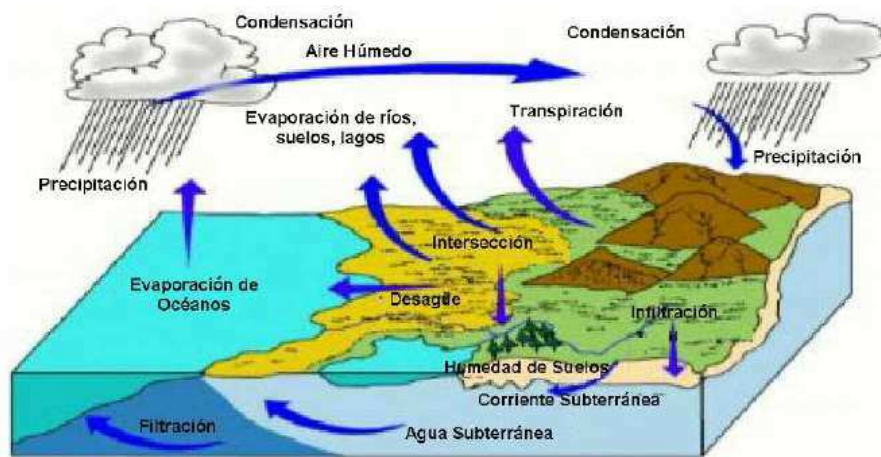 Condensación
Condensación
Aire Húmedo
Evaporación de ríos,
suelos, lagos
Transpiración
Precipitación
Precipitación
Intersección
Evaporación de
Océanos
Desagüe
Infiltración
Humedad de Suelos
Corriente Subterránea
Filtración
Agua Subterránea